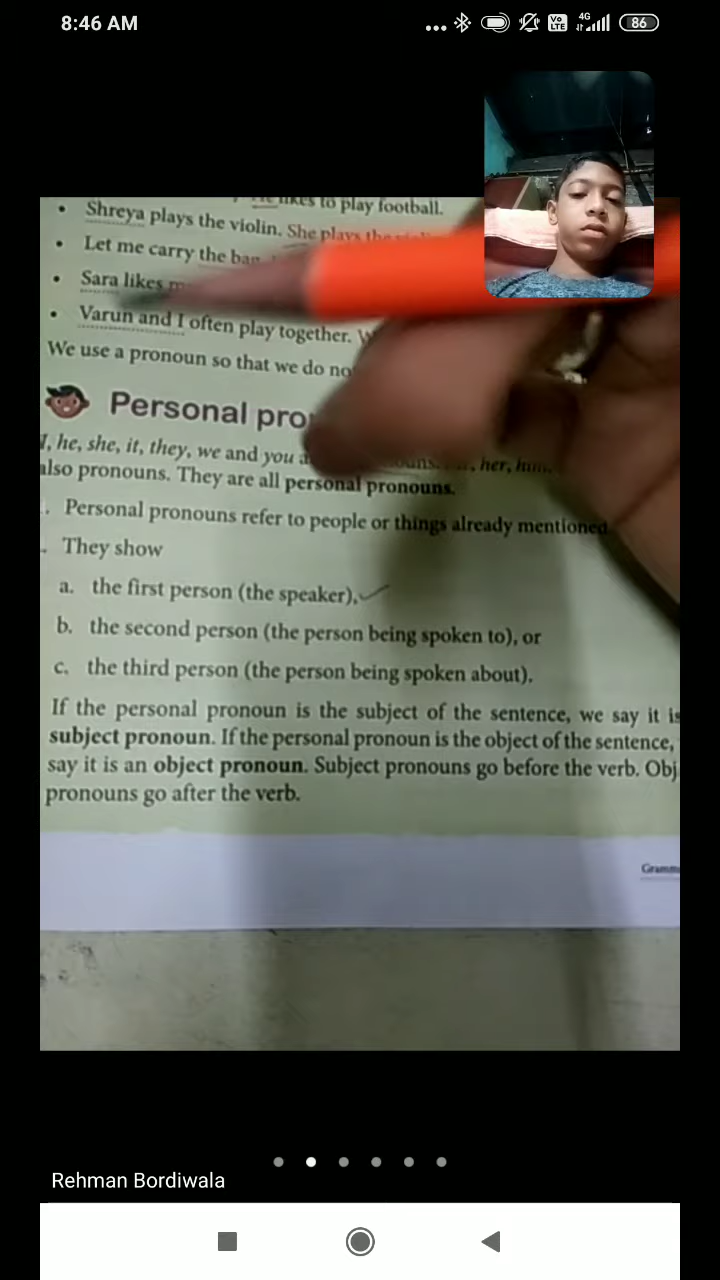 8:46 AM
Vo LTE 4G 86
likes to play football.
Shreya plays the violin. She plays the
Let me carry the bag
Sara likes
Varun and I often play together.
We use a pronoun so that we do
Personal
I, he, she, it, they, we and you her, him
also pronouns. They are all personal pronouns.
Personal pronouns refer to people or things already mentioned
They show
a. the first person (the speaker),
b. the second person (the person being spoken to), or
c. the third person (the person being spoken about).
If the personal pronoun is the subject of the sentence, we say it is
subject pronoun. If the personal pronoun is the object of the sentence,
say it is an object pronoun. Subject pronouns go before the verb. Obj
pronouns go after the verb.
Gramm
Rehman Bordiwala